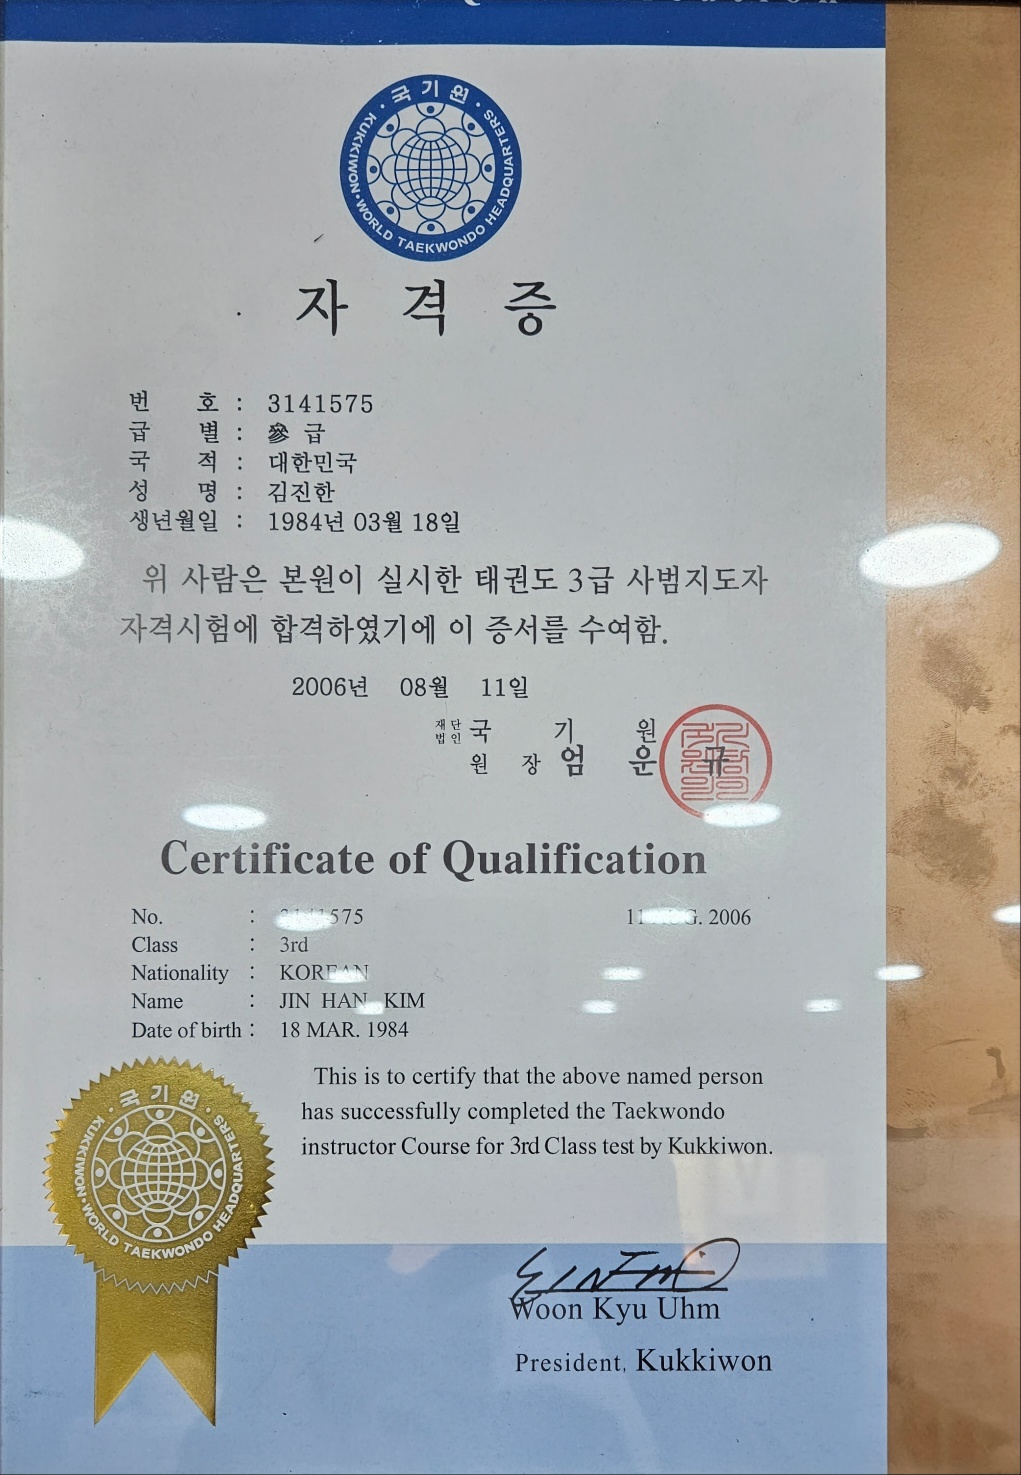 국기원
KUKKIWON · WORLD TAEKWONDO HEADQUARTERS
자 격 증
번 호 : 3141575
급 별 : 參 급
국 적 : 대한민국
성 명 : 김진한
생년월일 : 1984년 03월 18일
위 사람은 본원이 실시한 태권도 3급 사범지도자
자격시험에 합격하였기에 이 증서를 수여함.
2006년 08월 11일
재단법인 국 기 원
원 장 엄 운 규
Certificate of Qualification
No. : 3141575 11 AUG. 2006
Class : 3rd
Nationality : KOREAN
Name : JIN HAN KIM
Date of birth : 18 MAR. 1984
This is to certify that the above named person
has successfully completed the Taekwondo
instructor Course for 3rd Class test by Kukkiwon.
국기원
KUKKIWON · WORLD TAEKWONDO HEADQUARTERS
Woon Kyu Uhm
President, Kukkiwon